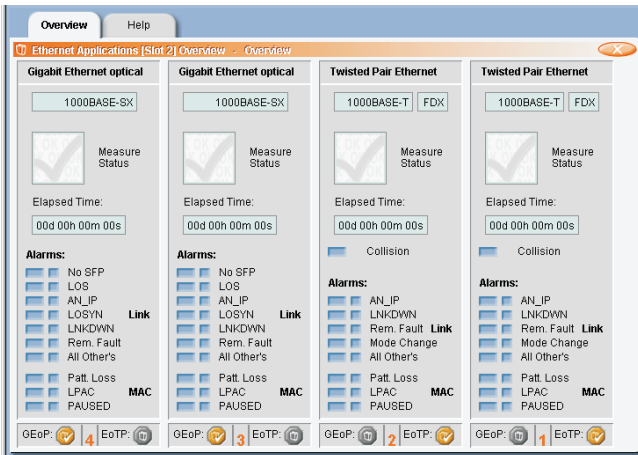 Overview Help
Ethernet Applications [Slot 2] Overview - Overview
Gigabit Ethernet optical
1000BASE-SX
Measure
Status
Elapsed Time:
00d 00h 00m 00s
Alarms:
No SFP
LOS
AN_IP
LOSYN Link
LNKDWN
Rem. Fault
All Other's
Patt. Loss
LPAC MAC
PAUSED
GEoP: 4 EoTP:
Gigabit Ethernet optical
1000BASE-SX
Measure
Status
Elapsed Time:
00d 00h 00m 00s
Alarms:
No SFP
LOS
AN_IP
LOSYN Link
LNKDWN
Rem. Fault
All Other's
Patt. Loss
LPAC MAC
PAUSED
GEoP: 3 EoTP:
Twisted Pair Ethernet
1000BASE-T FDX
Measure
Status
Elapsed Time:
00d 00h 00m 00s
Collision
Alarms:
AN_IP
LNKDWN
Rem. Fault Link
Mode Change
All Other's
Patt. Loss
LPAC MAC
PAUSED
GEoP: 2 EoTP:
Twisted Pair Ethernet
1000BASE-T FDX
Measure
Status
Elapsed Time:
00d 00h 00m 00s
Collision
Alarms:
AN_IP
LNKDWN
Rem. Fault Link
Mode Change
All Other's
Patt. Loss
LPAC MAC
PAUSED
GEoP: 1 EoTP: